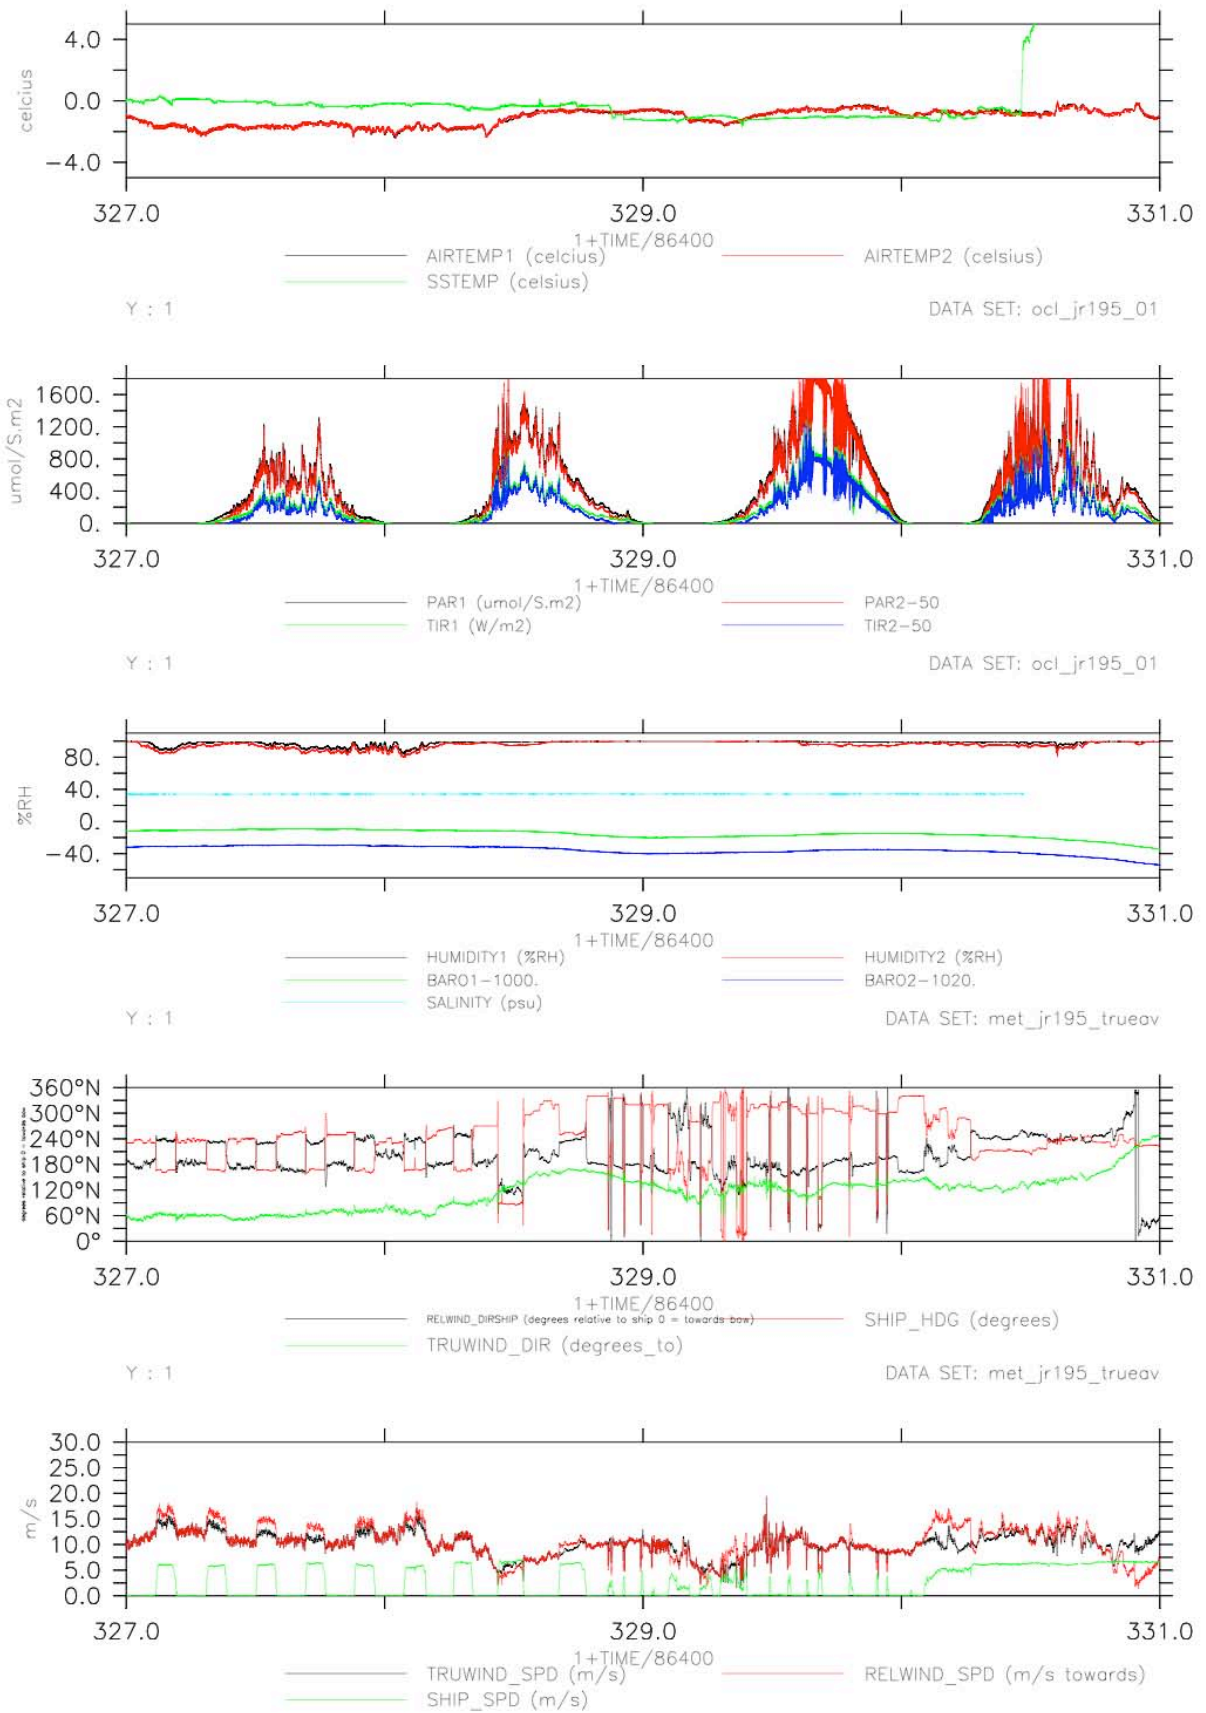 4.0
0.0
−4.0
celcius
327.0 329.0 331.0
1+TIME/86400
AIRTEMP1 (celcius) AIRTEMP2 (celsius)
SSTEMP (celsius)
Y : 1 DATA SET: ocl_jr195_01
1600.
1200.
800.
400.
0.
umol/S.m2
327.0 329.0 331.0
1+TIME/86400
PAR1 (umol/S.m2) PAR2−50
TIR1 (W/m2) TIR2−50
Y : 1 DATA SET: ocl_jr195_01
80.
40.
0.
−40.
%RH
327.0 329.0 331.0
1+TIME/86400
HUMIDITY1 (%RH) HUMIDITY2 (%RH)
BARO1−1000. BARO2−1020.
SALINITY (psu)
Y : 1 DATA SET: met_jr195_trueav
360°N
300°N
240°N
180°N
120°N
60°N
0°
degrees relative to ship 0 = towards bow
327.0 329.0 331.0
1+TIME/86400
RELWIND_DIRSHIP (degrees relative to ship 0 = towards bow) SHIP_HDG (degrees)
TRUWIND_DIR (degrees_to)
Y : 1 DATA SET: met_jr195_trueav
30.0
25.0
20.0
15.0
10.0
5.0
0.0
m/s
327.0 329.0 331.0
1+TIME/86400
TRUWIND_SPD (m/s) RELWIND_SPD (m/s towards)
SHIP_SPD (m/s)